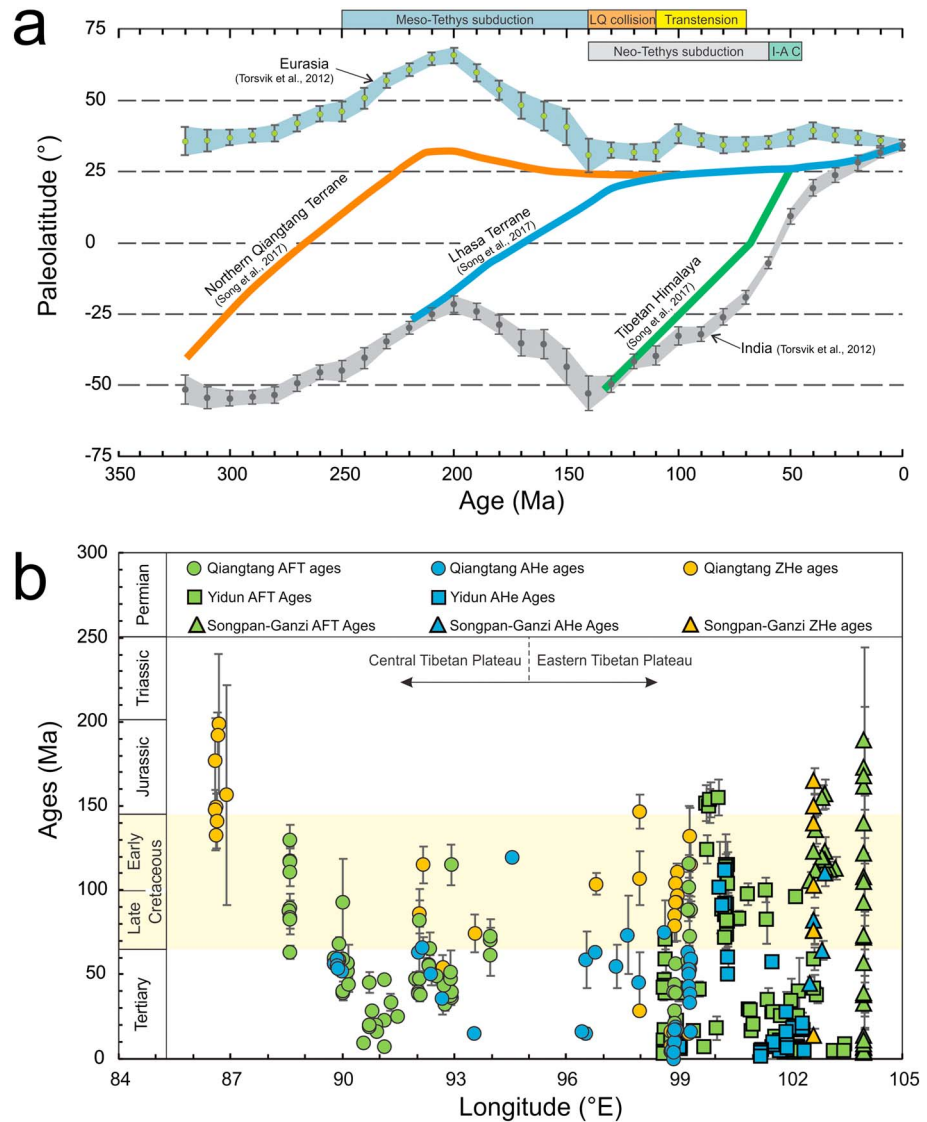 a
Meso-Tethys subduction LQ collision Transtension
Neo-Tethys subduction I-A C
75
50
25
0
-25
-50
-75
Paleolatitude (°)
Eurasia
(Torsvik et al., 2012)
Northern Qiangtang Terrane
(Song et al., 2017)
Lhasa Terrane
(Song et al., 2017)
Tibetan Himalaya
(Song et al., 2017)
India (Torsvik et al., 2012)
350 300 250 200 150 100 50 0
Age (Ma)
b
300
250
200
150
100
50
0
Ages (Ma)
Permian
Triassic
Jurassic
Early
Late
Cretaceous
Tertiary
Qiangtang AFT ages Qiangtang AHe ages Qiangtang ZHe ages
Yidun AFT Ages Yidun AHe Ages
Songpan-Ganzi AFT Ages Songpan-Ganzi AHe Ages Songpan-Ganzi ZHe ages
Central Tibetan Plateau Eastern Tibetan Plateau
84 87 90 93 96 99 102 105
Longitude (°E)